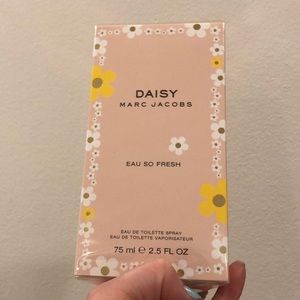 DAISY
MARC JACOBS
EAU SO FRESH
EAU DE TOILETTE SPRAY
EAU DE TOILETTE VAPORISATEUR
75 ml ℮ 2.5 FL OZ